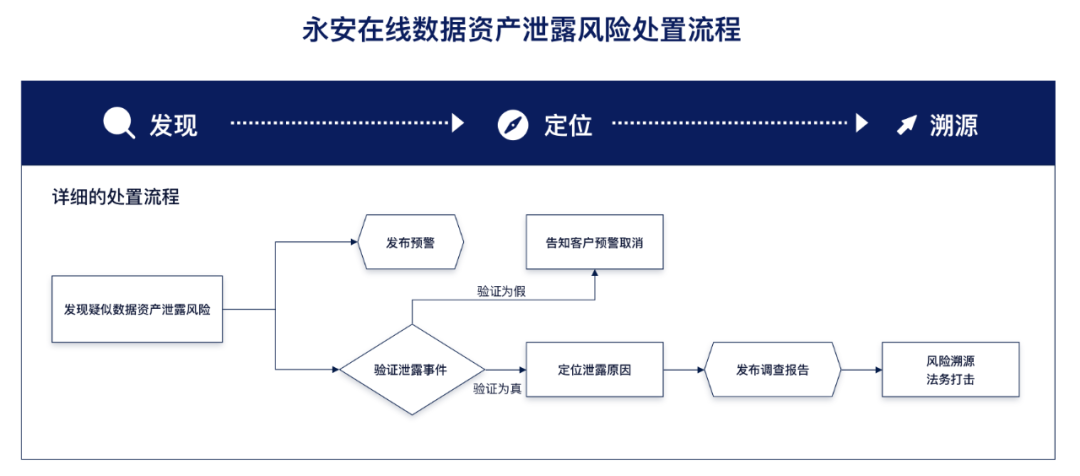 永安在线数据资产泄露风险处置流程
发现
定位
溯源
详细的处置流程
发布预警
告知客户预警取消
验证为假
发现疑似数据资产泄露风险
验证泄露事件
验证为真
定位泄露原因
发布调查报告
风险溯源
法务打击